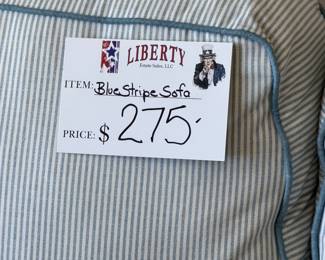 LIBERTY
Estate Sales, LLC
ITEM: Blue Stripe Sofa
PRICE: $ 275.-